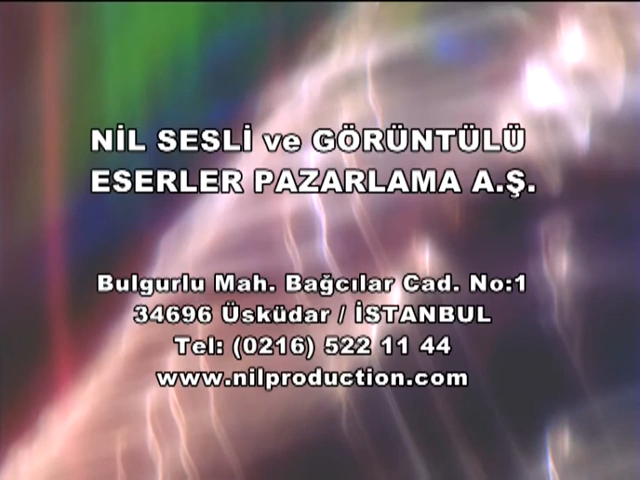 NİL SESLİ ve GÖRÜNTÜLÜ
ESERLER PAZARLAMA A.Ş.
Bulgurlu Mah. Bağcılar Cad. No:1
34696 Üsküdar / İSTANBUL
Tel: (0216) 522 11 44
www.nilproduction.com